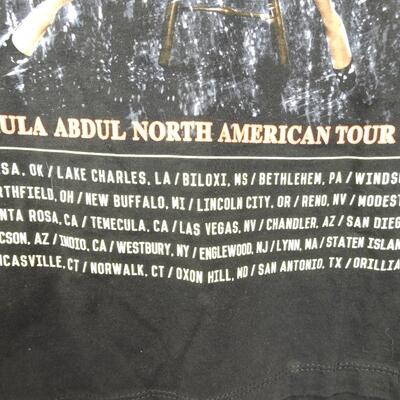 ULA ABDUL NORTH AMERICAN TOUR
SA, OK / LAKE CHARLES, LA / BILOXI, MS / BETHLEHEM, PA / WINDS
RTHFIELD, OH / NEW BUFFALO, MI / LINCOLN CITY, OR / RENO, NV / MODEST
NTA ROSA, CA / TEMECULA, CA / LAS VEGAS, NV / CHANDLER, AZ / SAN DIEG
CSON, AZ / INDIO, CA / WESTBURY, NY / ENGLEWOOD, NJ / LYNN, MA / STATEN ISLAN
NCASVILLE, CT / NORWALK, CT / OXON HILL, MD / SAN ANTONIO, TX / ORILLIA